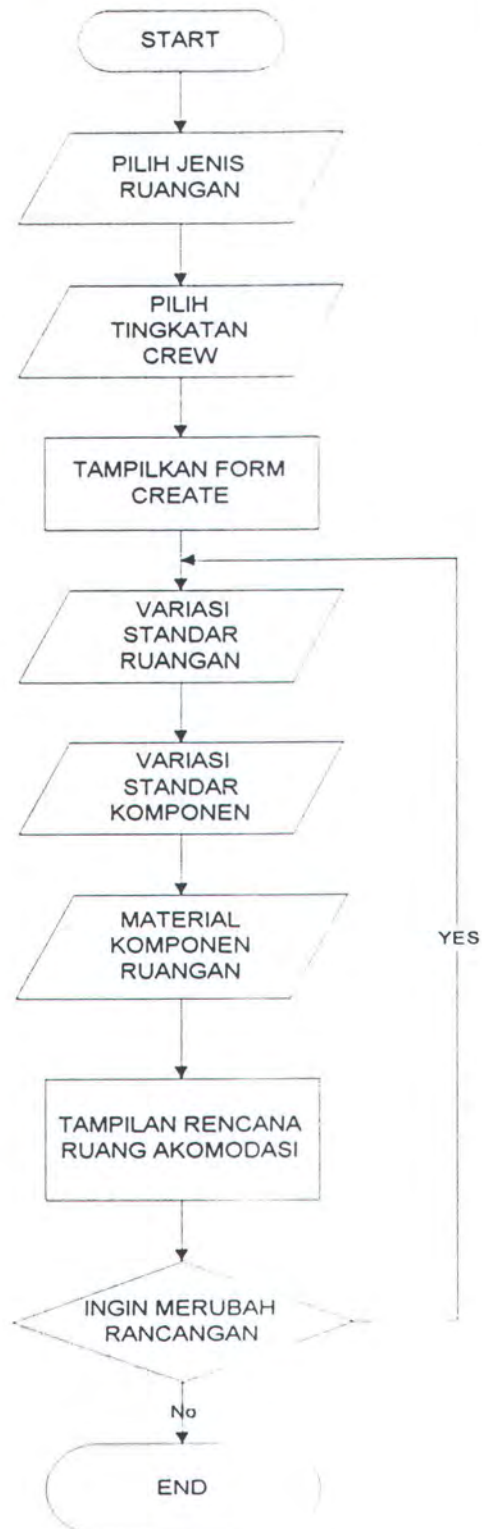 START
PILIH JENIS
RUANGAN
PILIH
TINGKATAN
CREW
TAMPILKAN FORM
CREATE
VARIASI
STANDAR
RUANGAN
VARIASI
STANDAR
KOMPONEN
MATERIAL
KOMPONEN
RUANGAN
YES
TAMPILAN RENCANA
RUANG AKOMODASI
INGIN MERUBAH
RANCANGAN
No
END